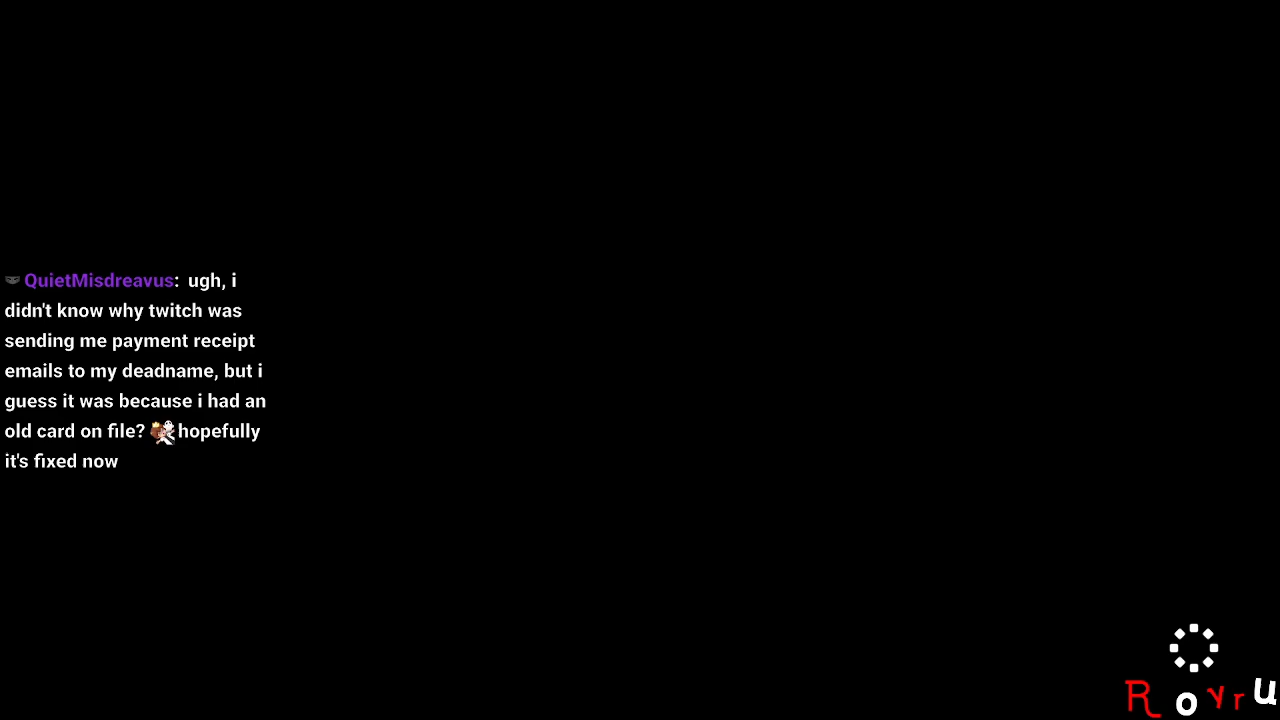 QuietMisdreavus: ugh, i
didn't know why twitch was
sending me payment receipt
emails to my deadname, but i
guess it was because i had an
old card on file? hopefully
it's fixed now
R o y r u